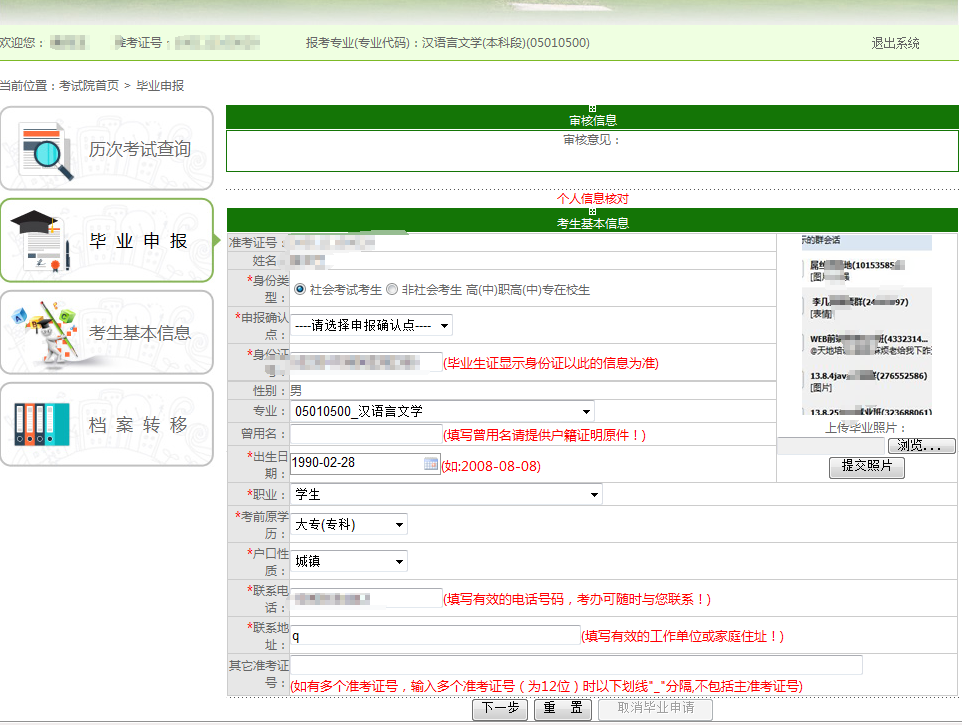 欢迎您：
准考证号：
报考专业(专业代码)：汉语言文学(本科段)(05010500)
退出系统
当前位置：考试院首页 > 毕业申报
历次考试查询
毕 业 申 报
考生基本信息
档 案 转 移
审核信息
审核意见：
个人信息核对
考生基本信息
准考证号：
姓名：
*身份类型：
社会考试考生 非社会考生 高(中)职高(中)专在校生
*申报确认点：
----请选择申报确认点----
*身份证号：
(毕业生证显示身份证以此的信息为准)
性别：男
专业：05010500_汉语言文学
曾用名：
(填写曾用名请提供户籍证明原件！)
*出生日期：
1990-02-28
(如:2008-08-08)
*职业：学生
*考前原学历：
大专(专科)
*户口性质：
城镇
*联系电话：
(填写有效的电话号码，考办可随时与您联系！)
*联系地址：
q
(填写有效的工作单位或家庭住址！)
其它准考证号：
(如有多个准考证号，输入多个准考证号（为12位）时以下划线"_"分隔,不包括主准考证号)
的群会话
[表情]
13.8.4java
(276552586)
[图片]
上传毕业照片：
浏览...
提交照片
下一步
重 置
取消毕业申请